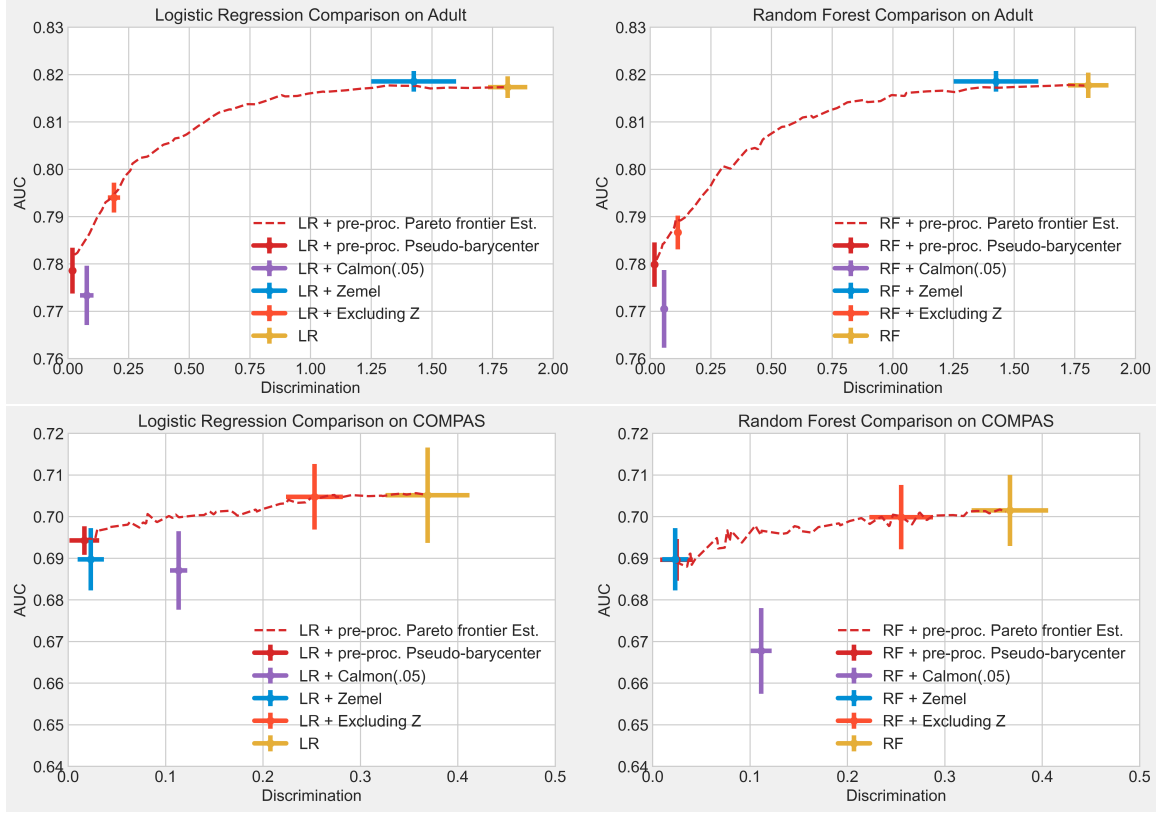 Logistic Regression Comparison on Adult
0.83
0.82
0.81
0.80
0.79
0.78
0.77
0.76
AUC
LR + pre-proc. Pareto frontier Est.
LR + pre-proc. Pseudo-barycenter
LR + Calmon(.05)
LR + Zemel
LR + Excluding Z
LR
0.00 0.25 0.50 0.75 1.00 1.25 1.50 1.75 2.00
Discrimination
Random Forest Comparison on Adult
0.83
0.82
0.81
0.80
0.79
0.78
0.77
0.76
AUC
RF + pre-proc. Pareto frontier Est.
RF + pre-proc. Pseudo-barycenter
RF + Calmon(.05)
RF + Zemel
RF + Excluding Z
RF
0.00 0.25 0.50 0.75 1.00 1.25 1.50 1.75 2.00
Discrimination
Logistic Regression Comparison on COMPAS
0.72
0.71
0.70
0.69
0.68
0.67
0.66
0.65
0.64
AUC
LR + pre-proc. Pareto frontier Est.
LR + pre-proc. Pseudo-barycenter
LR + Calmon(.05)
LR + Zemel
LR + Excluding Z
LR
0.0 0.1 0.2 0.3 0.4 0.5
Discrimination
Random Forest Comparison on COMPAS
0.72
0.71
0.70
0.69
0.68
0.67
0.66
0.65
0.64
AUC
RF + pre-proc. Pareto frontier Est.
RF + pre-proc. Pseudo-barycenter
RF + Calmon(.05)
RF + Zemel
RF + Excluding Z
RF
0.0 0.1 0.2 0.3 0.4 0.5
Discrimination